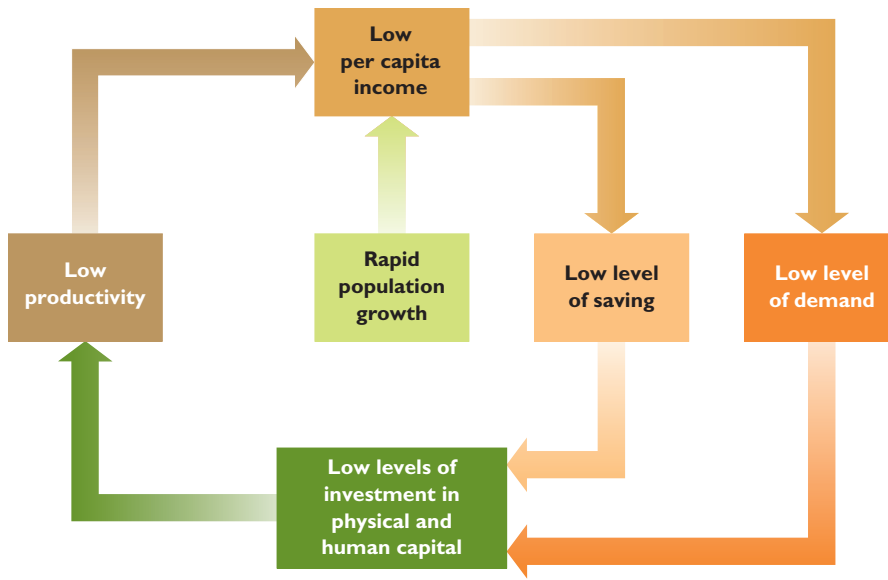 Low
per capita
income
Low
productivity
Rapid
population
growth
Low level
of saving
Low level
of demand
Low levels of
investment in
physical and
human capital